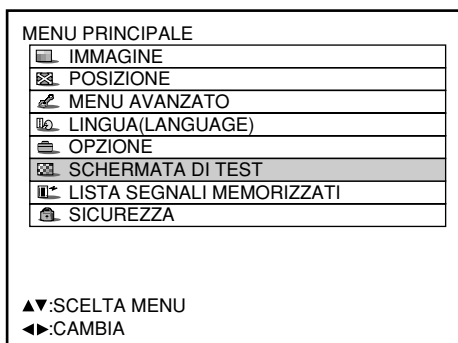 MENU PRINCIPALE
IMMAGINE
POSIZIONE
MENU AVANZATO
LINGUA(LANGUAGE)
OPZIONE
SCHERMATA DI TEST
LISTA SEGNALI MEMORIZZATI
SICUREZZA
▲▼:SCELTA MENU
◀▶:CAMBIA